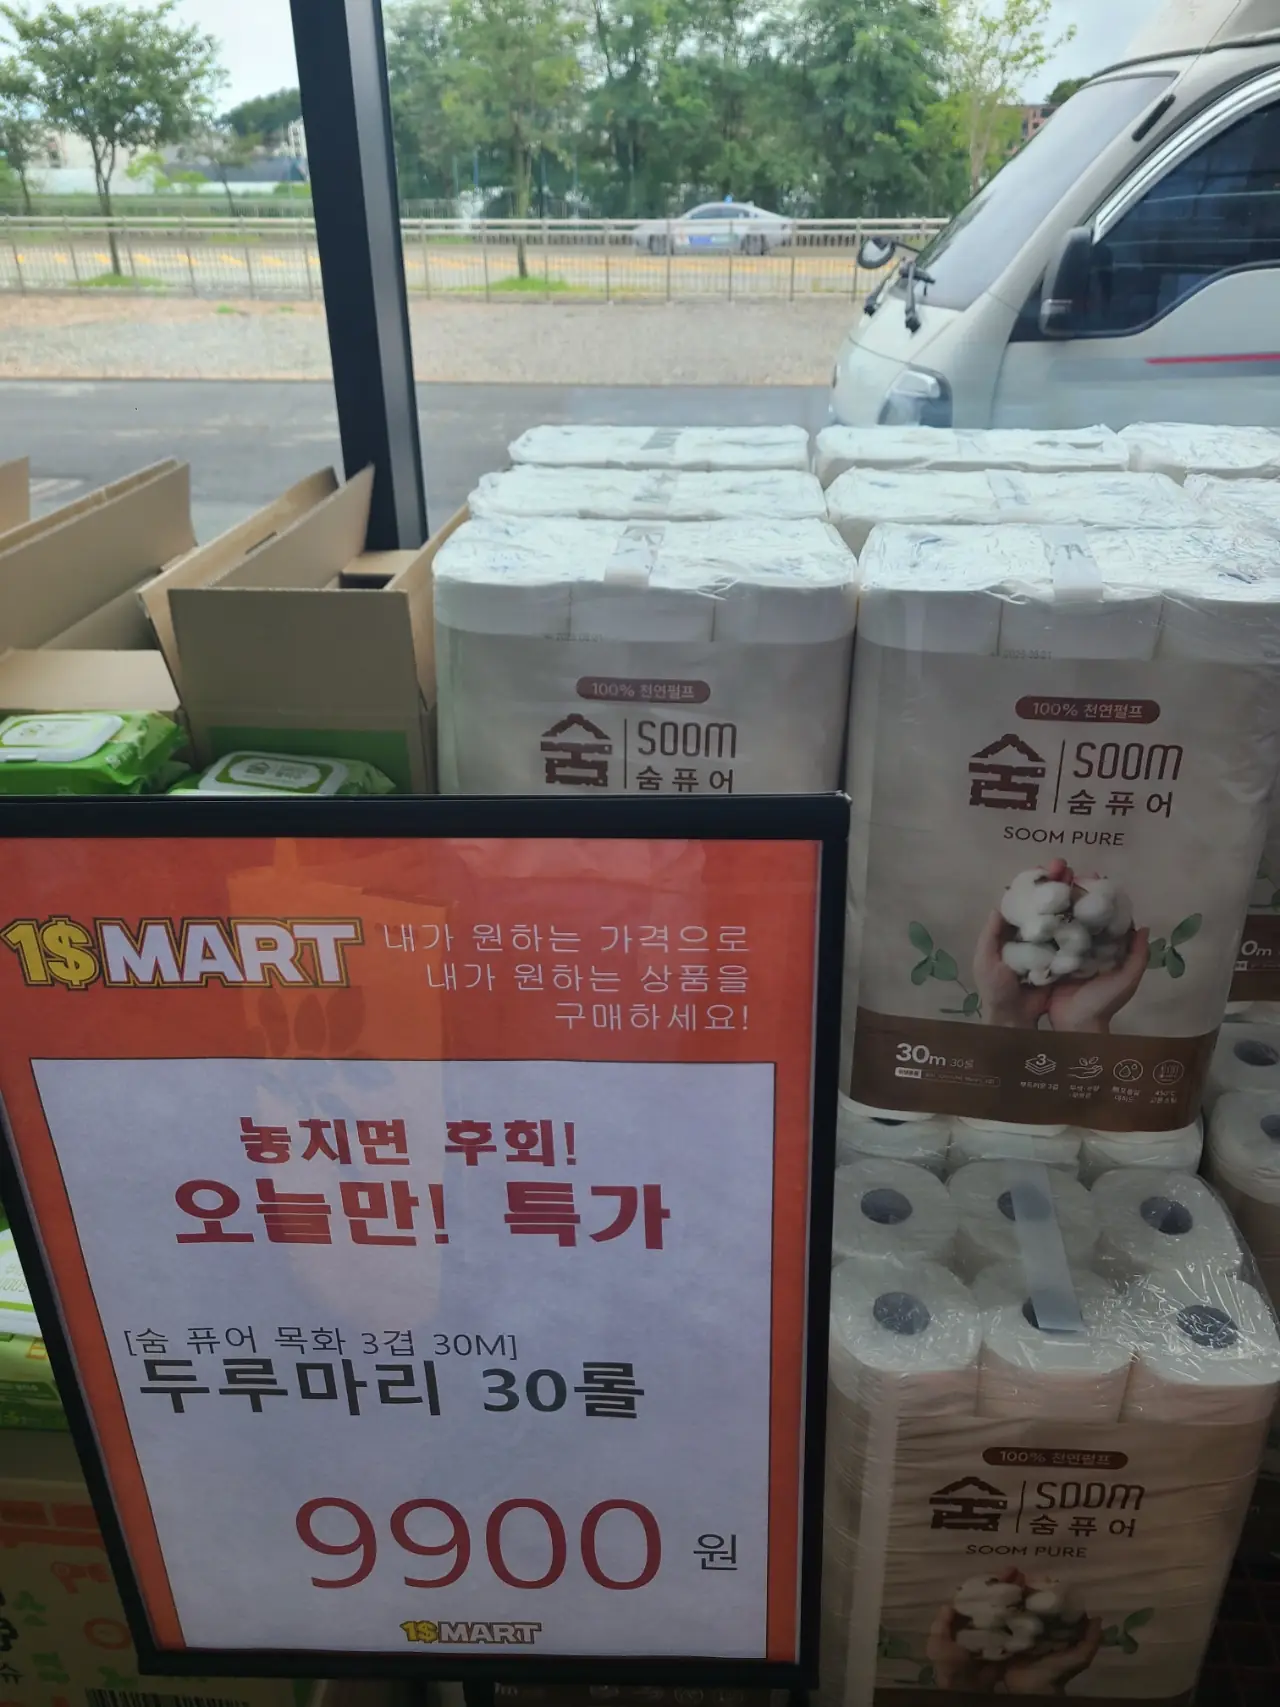 100% 천연펄프
숨
SOOM
숨퓨어
100% 천연펄프
숨
SOOM
숨퓨어
SOOM PURE
30m 30롤
3
1$MART
내가 원하는 가격으로
내가 원하는 상품을
구매하세요!
놓치면 후회!
오늘만! 특가
[숨 퓨어 목화 3겹 30M]
두루마리 30롤
9900 원
1$MART
100% 천연펄프
숨
SOOM
숨퓨어
SOOM PURE